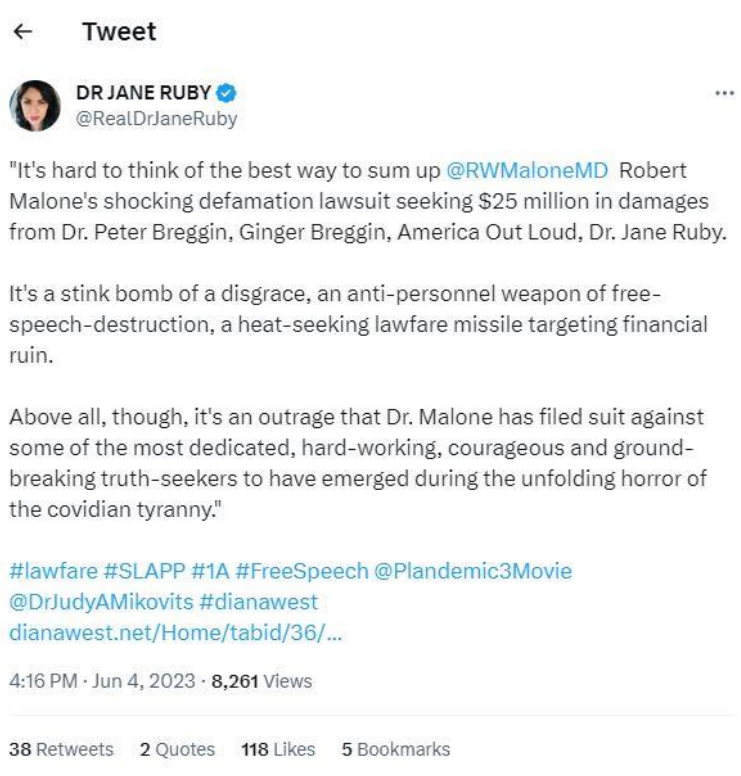 ← Tweet
DR JANE RUBY
@RealDrJaneRuby
"It's hard to think of the best way to sum up @RWMaloneMD Robert
Malone's shocking defamation lawsuit seeking $25 million in damages
from Dr. Peter Breggin, Ginger Breggin, America Out Loud, Dr. Jane Ruby.
It's a stink bomb of a disgrace, an anti-personnel weapon of free-
speech-destruction, a heat-seeking lawfare missile targeting financial
ruin.
Above all, though, it's an outrage that Dr. Malone has filed suit against
some of the most dedicated, hard-working, courageous and ground-
breaking truth-seekers to have emerged during the unfolding horror of
the covidian tyranny."
#lawfare #SLAPP #1A #FreeSpeech @Plandemic3Movie
@DrJudyAMikovits #dianawest
dianawest.net/Home/tabid/36/...
4:16 PM · Jun 4, 2023 · 8,261 Views
38 Retweets 2 Quotes 118 Likes 5 Bookmarks